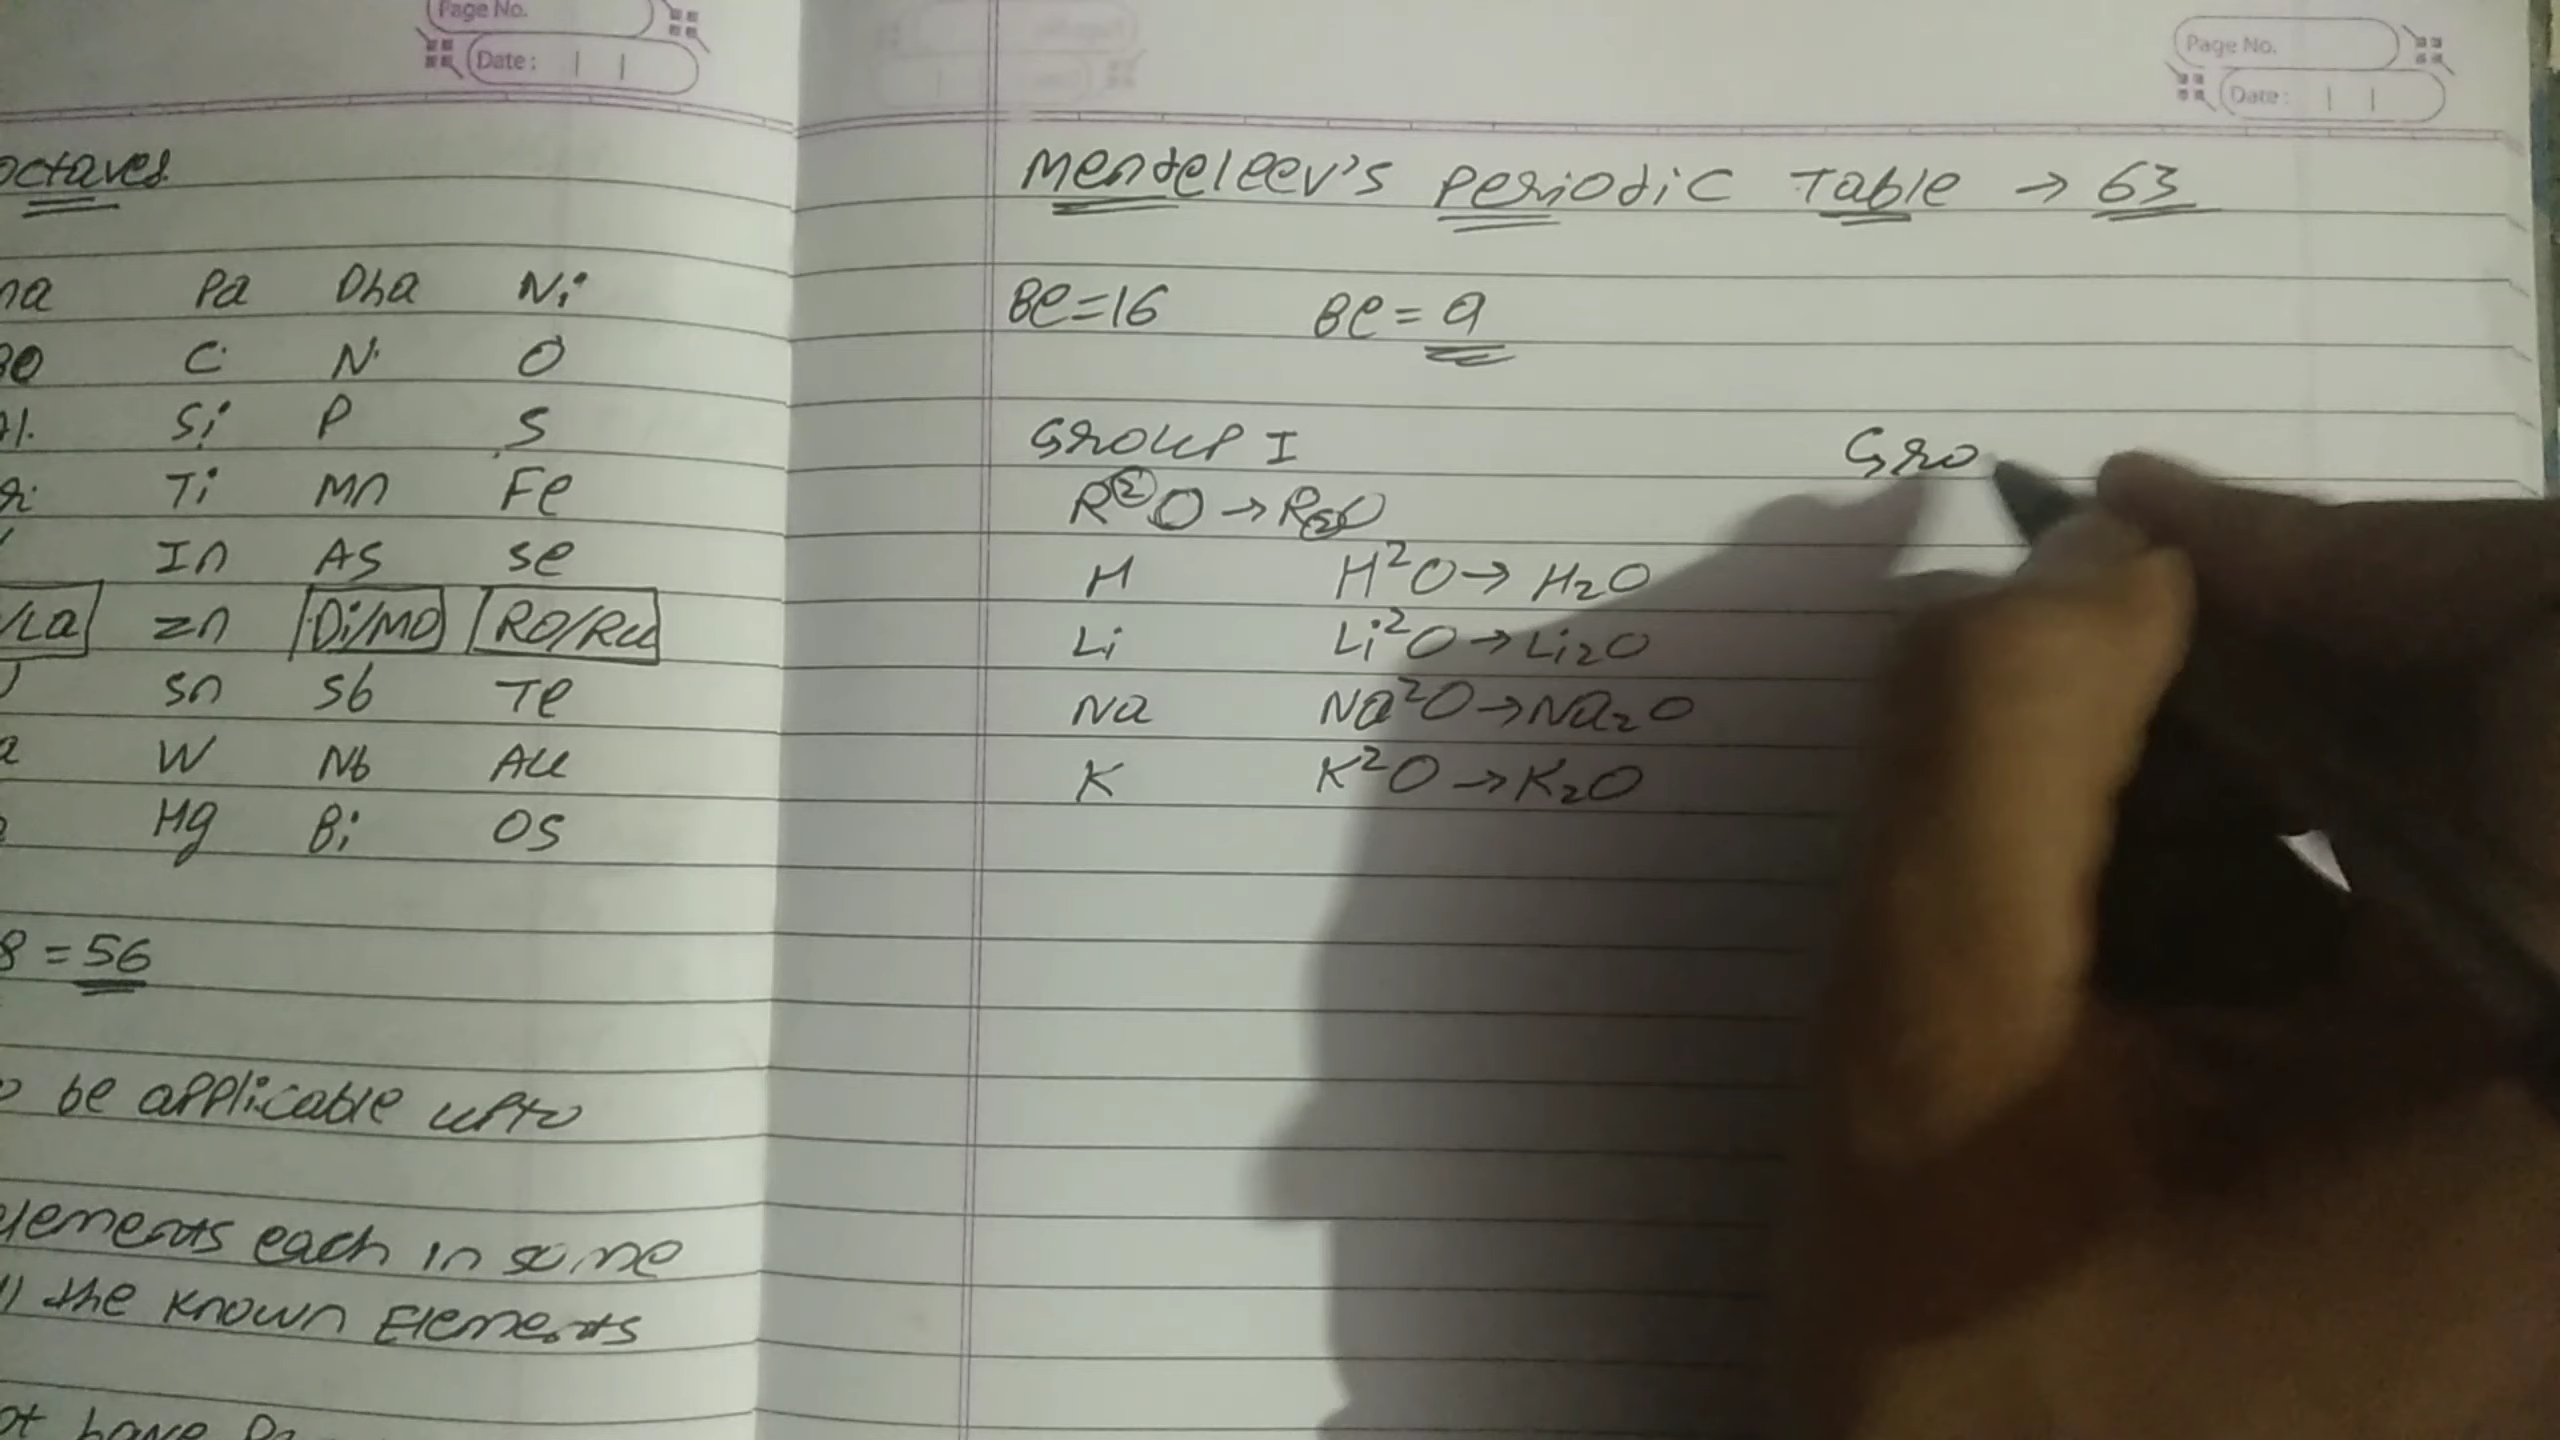 Page No.
Date:
octaves
Pa Dha Ni
C N O
Si P S
Ti Mn Fe
In As Se
/La Zn Di/Mo Ro/Ru
Sn Sb Te
W Nb Au
Hg Bi Os
8 = 56
be applicable upto
elements each in some
the known Elements
have
Page No.
Date:
Mendeleev's Periodic Table → 63
Be=16 Be = 9
Group I Gro
R²O → R₂O
H H²O → H₂O
Li Li²O → Li₂O
Na Na²O → Na₂O
K K²O → K₂O